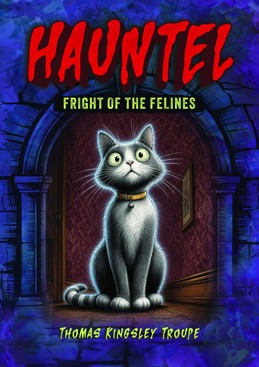 HAUNTEL
FRIGHT OF THE FELINES
THOMAS KINGSLEY TROUPE